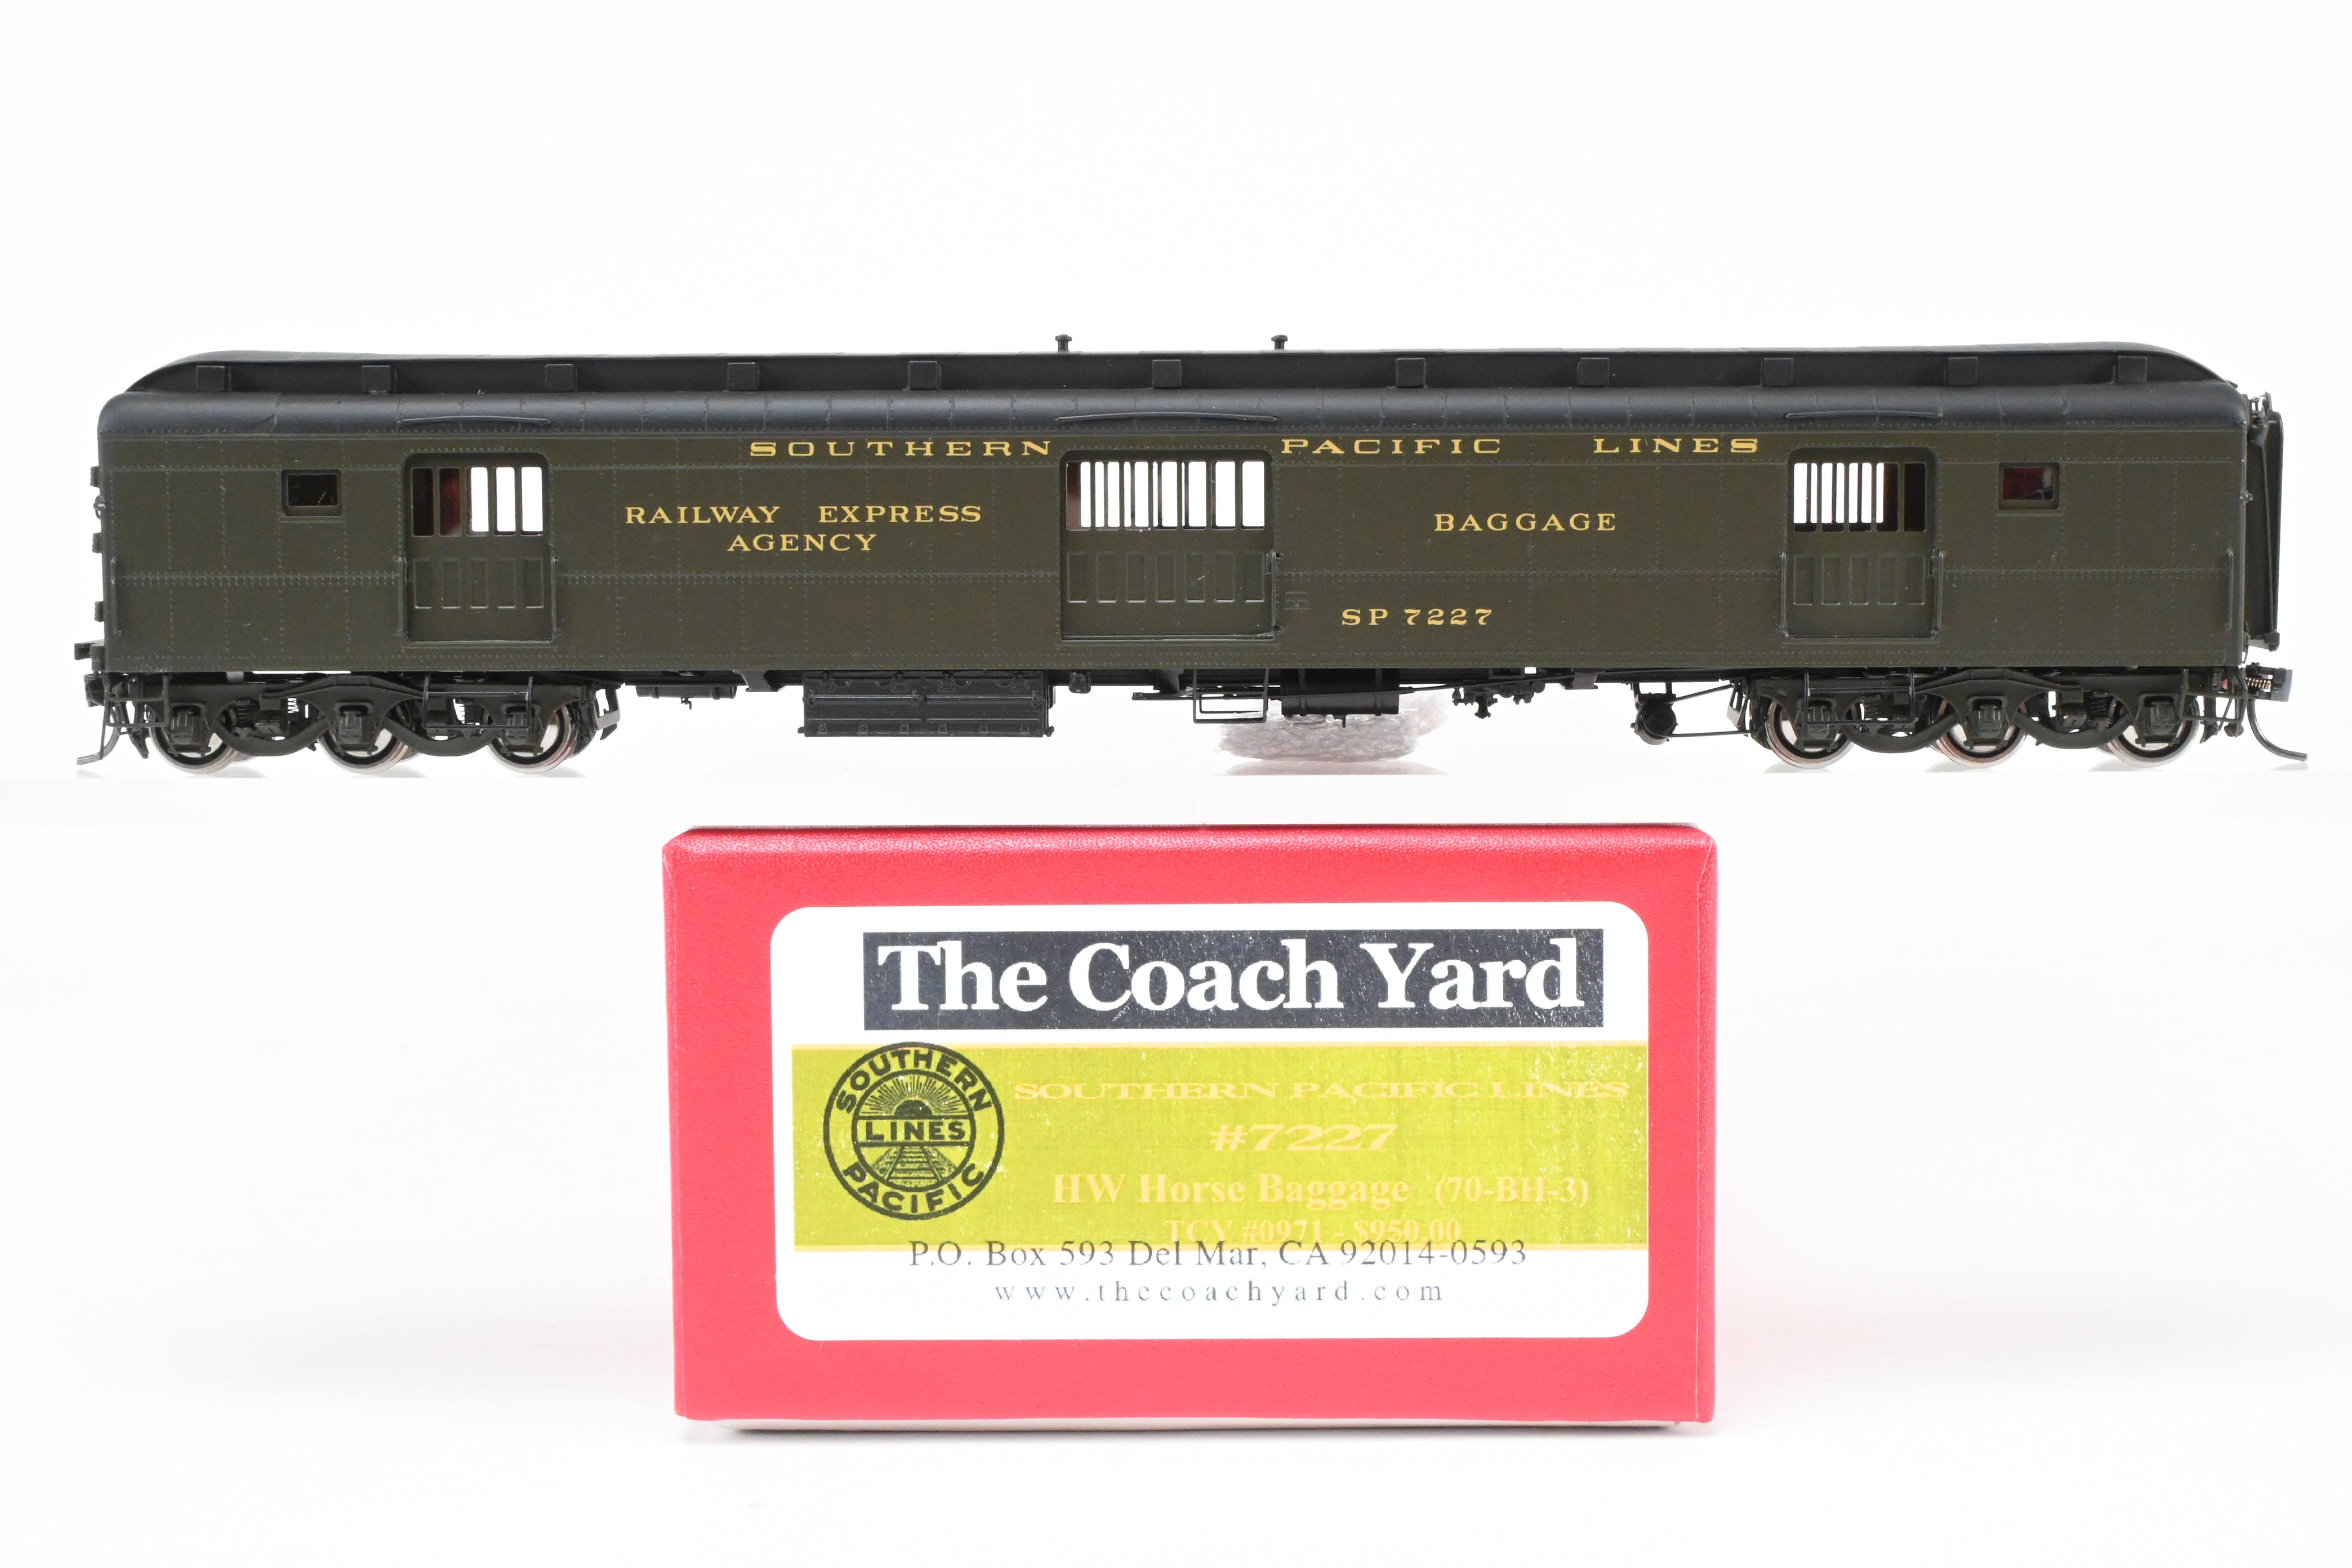 SOUTHERN PACIFIC LINES
RAILWAY EXPRESS
AGENCY
BAGGAGE
SP 7227
The Coach Yard
SOUTHERN
LINES
PACIFIC
SOUTHERN PACIFIC LINES
#7227
HW Horse Baggage (70-BH-3)
TCY #0971 - $950.00
P.O. Box 593 Del Mar, CA 92014-0593
www.thecoachyard.com